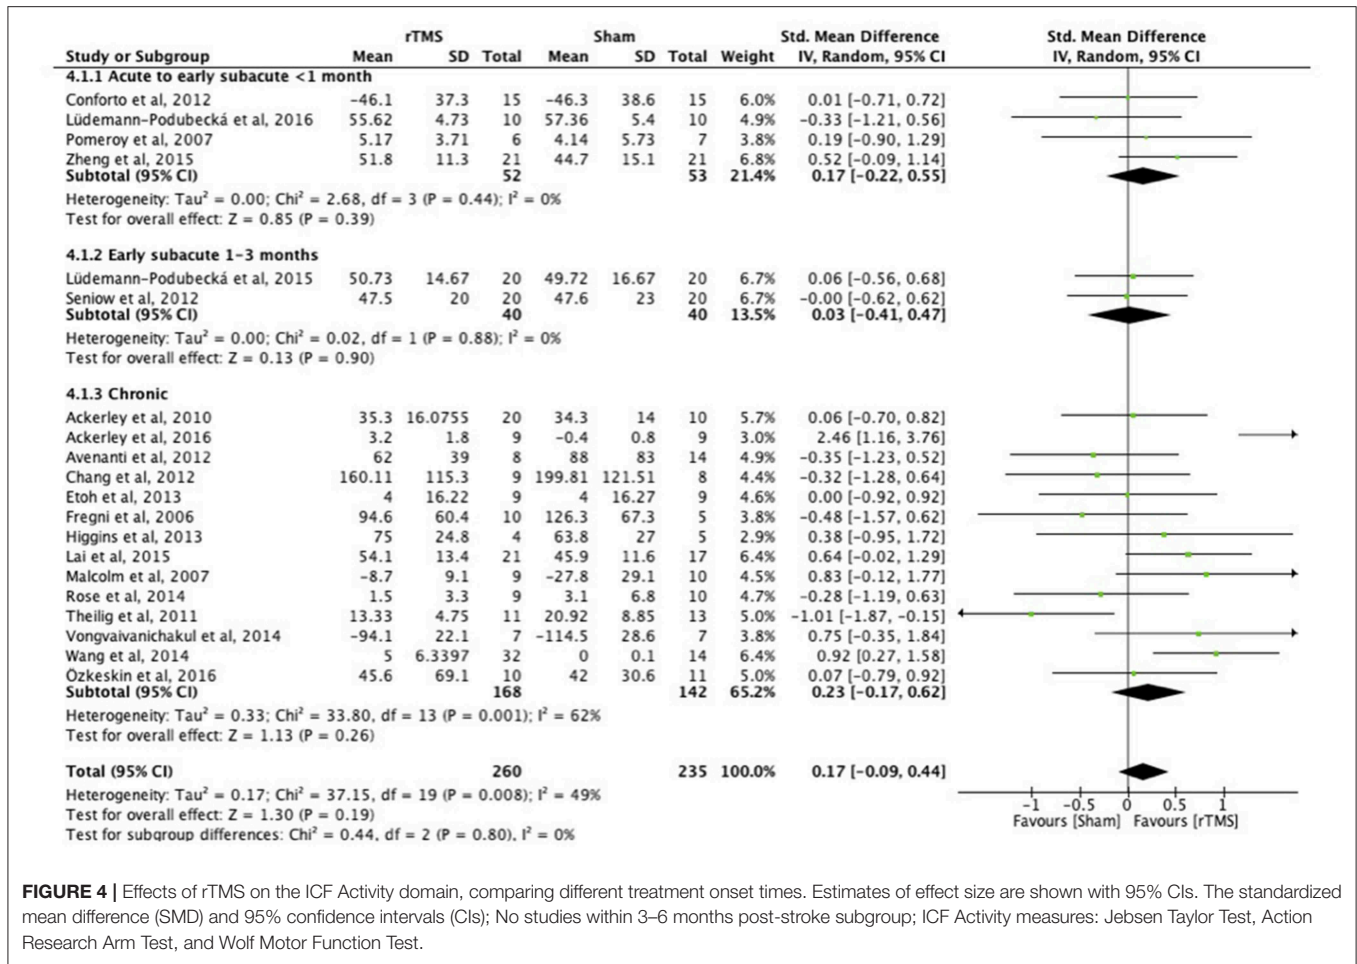 rTMS Sham Std. Mean Difference Std. Mean Difference
Study or Subgroup Mean SD Total Mean SD Total Weight IV, Random, 95% CI IV, Random, 95% CI
4.1.1 Acute to early subacute <1 month
Conforto et al, 2012 -46.1 37.3 15 -46.3 38.6 15 6.0% 0.01 [-0.71, 0.72]
Lüdemann-Podubecká et al, 2016 55.62 4.73 10 57.36 5.4 10 4.9% -0.33 [-1.21, 0.56]
Pomeroy et al, 2007 5.17 3.71 6 4.14 5.73 7 3.8% 0.19 [-0.90, 1.29]
Zheng et al, 2015 51.8 11.3 21 44.7 15.1 21 6.8% 0.52 [-0.09, 1.14]
Subtotal (95% CI) 52 53 21.4% 0.17 [-0.22, 0.55]
Heterogeneity: Tau² = 0.00; Chi² = 2.68, df = 3 (P = 0.44); I² = 0%
Test for overall effect: Z = 0.85 (P = 0.39)
4.1.2 Early subacute 1-3 months
Lüdemann-Podubecká et al, 2015 50.73 14.67 20 49.72 16.67 20 6.7% 0.06 [-0.56, 0.68]
Seniow et al, 2012 47.5 20 20 47.6 23 20 6.7% -0.00 [-0.62, 0.62]
Subtotal (95% CI) 40 40 13.5% 0.03 [-0.41, 0.47]
Heterogeneity: Tau² = 0.00; Chi² = 0.02, df = 1 (P = 0.88); I² = 0%
Test for overall effect: Z = 0.13 (P = 0.90)
4.1.3 Chronic
Ackerley et al, 2010 35.3 16.0755 20 34.3 14 10 5.7% 0.06 [-0.70, 0.82]
Ackerley et al, 2016 3.2 1.8 9 -0.4 0.8 9 3.0% 2.46 [1.16, 3.76]
Avenanti et al, 2012 62 39 8 88 83 14 4.9% -0.35 [-1.23, 0.52]
Chang et al, 2012 160.11 115.3 9 199.81 121.51 8 4.4% -0.32 [-1.28, 0.64]
Etoh et al, 2013 4 16.22 9 4 16.27 9 4.6% 0.00 [-0.92, 0.92]
Fregni et al, 2006 94.6 60.4 10 126.3 67.3 5 3.8% -0.48 [-1.57, 0.62]
Higgins et al, 2013 75 24.8 4 63.8 27 5 2.9% 0.38 [-0.95, 1.72]
Lai et al, 2015 54.1 13.4 21 45.9 11.6 17 6.4% 0.64 [-0.02, 1.29]
Malcolm et al, 2007 -8.7 9.1 9 -27.8 29.1 10 4.5% 0.83 [-0.12, 1.77]
Rose et al, 2014 1.5 3.3 9 3.1 6.8 10 4.7% -0.28 [-1.19, 0.63]
Theilig et al, 2011 13.33 4.75 11 20.92 8.85 13 5.0% -1.01 [-1.87, -0.15]
Vongvaivanichakul et al, 2014 -94.1 22.1 7 -114.5 28.6 7 3.8% 0.75 [-0.35, 1.84]
Wang et al, 2014 5 6.3397 32 0 0.1 14 6.4% 0.92 [0.27, 1.58]
Özkeskin et al, 2016 45.6 69.1 10 42 30.6 11 5.0% 0.07 [-0.79, 0.92]
Subtotal (95% CI) 168 142 65.2% 0.23 [-0.17, 0.62]
Heterogeneity: Tau² = 0.33; Chi² = 33.80, df = 13 (P = 0.001); I² = 62%
Test for overall effect: Z = 1.13 (P = 0.26)
Total (95% CI) 260 235 100.0% 0.17 [-0.09, 0.44]
Heterogeneity: Tau² = 0.17; Chi² = 37.15, df = 19 (P = 0.008); I² = 49%
Test for overall effect: Z = 1.30 (P = 0.19)
Test for subgroup differences: Chi² = 0.44, df = 2 (P = 0.80), I² = 0%
-1 -0.5 0 0.5 1
Favours [Sham] Favours [rTMS]
FIGURE 4 | Effects of rTMS on the ICF Activity domain, comparing different treatment onset times. Estimates of effect size are shown with 95% CIs. The standardized
mean difference (SMD) and 95% confidence intervals (CIs); No studies within 3–6 months post-stroke subgroup; ICF Activity measures: Jebsen Taylor Test, Action
Research Arm Test, and Wolf Motor Function Test.